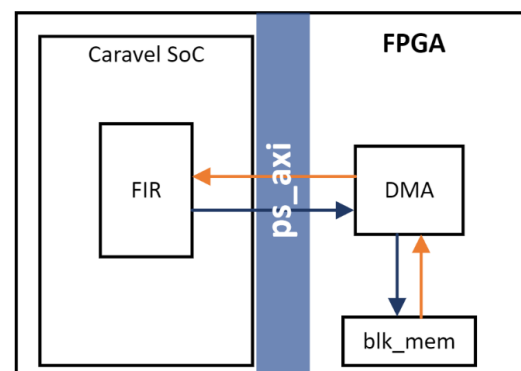 Caravel SoC
FPGA
FIR
ps_axi
DMA
blk_mem